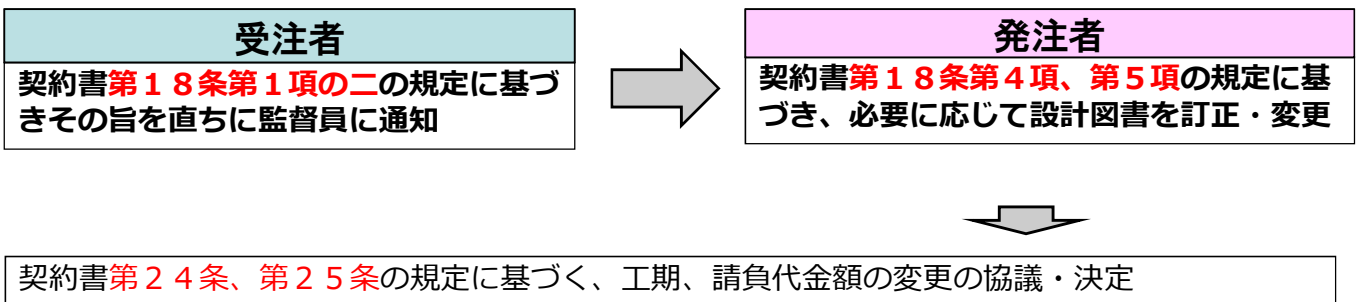 受注者
契約書第１８条第１項の二の規定に基づ
きその旨を直ちに監督員に通知
発注者
契約書第１８条第４項、第５項の規定に基
づき、必要に応じて設計図書を訂正・変更
契約書第２４条、第２５条の規定に基づく、工期、請負代金額の変更の協議・決定